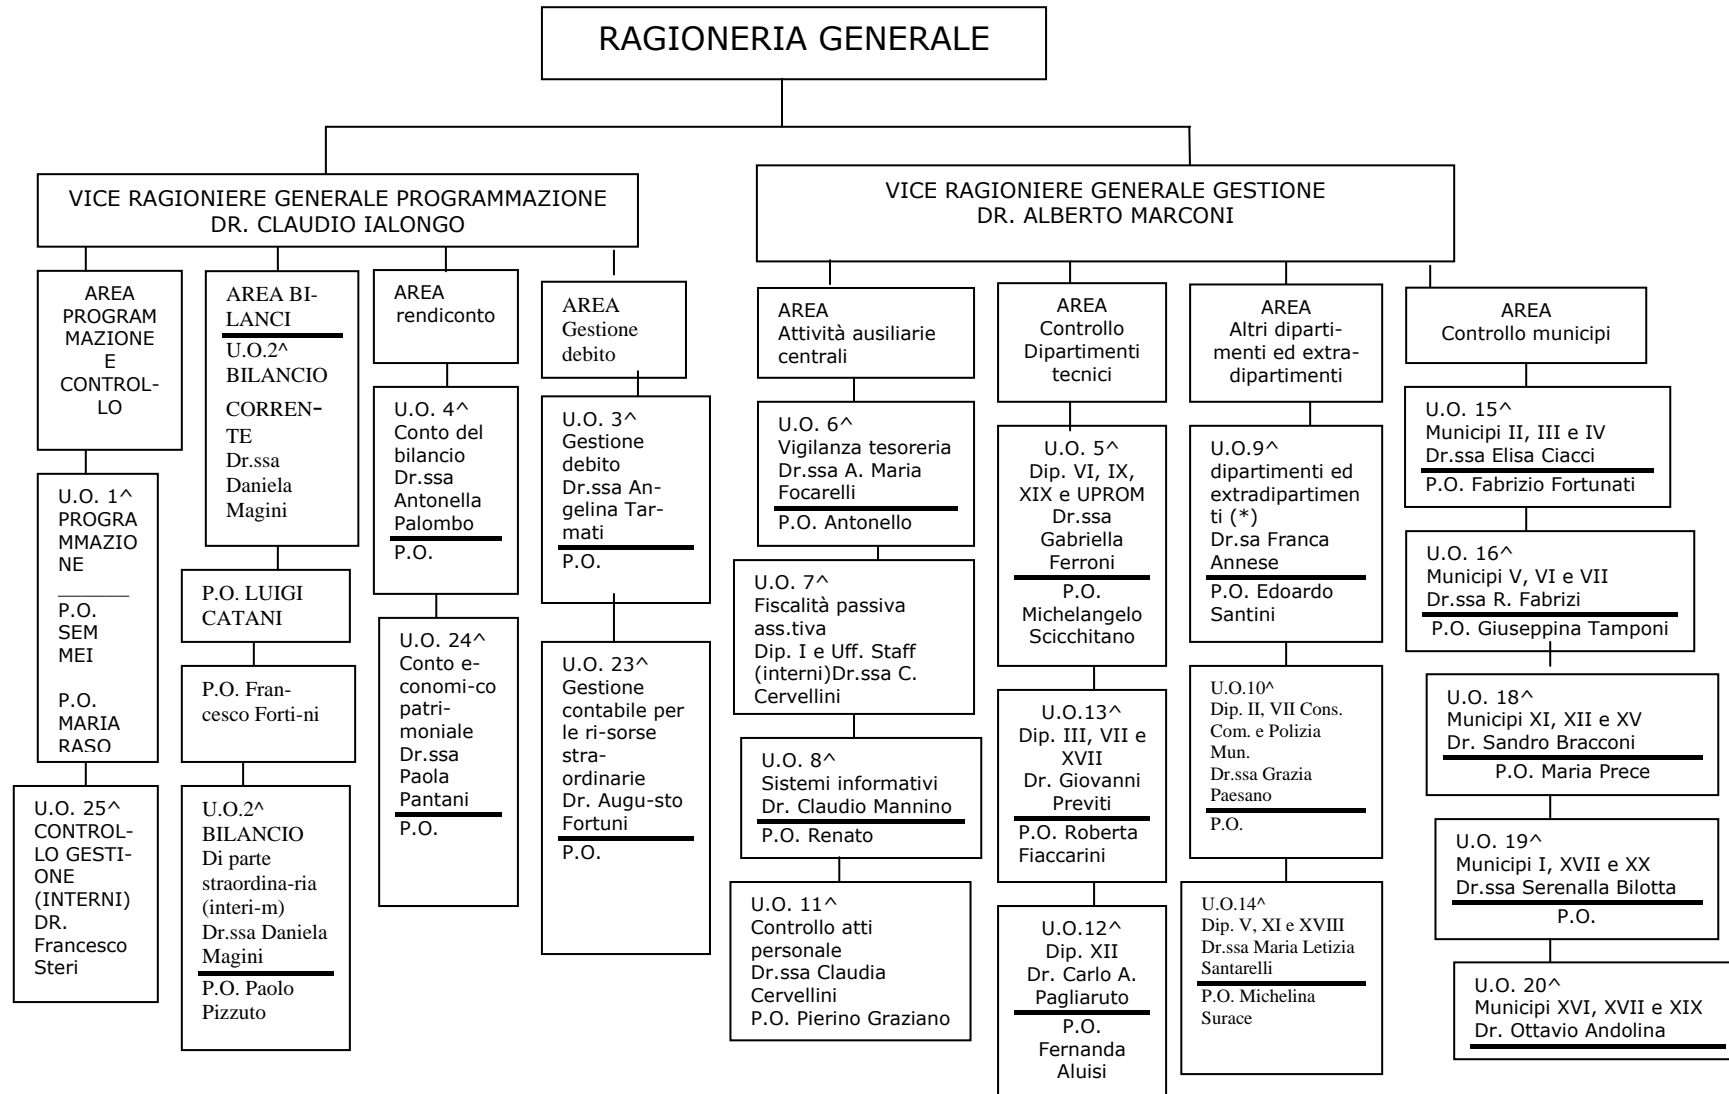 RAGIONERIA GENERALE
VICE RAGIONIERE GENERALE PROGRAMMAZIONE
DR. CLAUDIO IALONGO
VICE RAGIONIERE GENERALE GESTIONE
DR. ALBERTO MARCONI
AREA
PROGRAM
MAZIONE
E
CONTROL-
LO
U.O. 1^
PROGRA
MMAZIO
NE
______
P.O.
SEM
MEI
P.O.
MARIA
RASO
U.O. 25^
CONTROL-
LO GESTI-
ONE
(INTERNI)
DR.
Francesco
Steri
AREA BI-
LANCI
U.O.2^
BILANCIO
CORREN-
TE
Dr.ssa
Daniela
Magini
P.O. LUIGI
CATANI
P.O. Fran-
cesco Forti-ni
U.O.2^
BILANCIO
Di parte
straordina-ria
(interi-m)
Dr.ssa Daniela
Magini
P.O. Paolo
Pizzuto
AREA
rendiconto
U.O. 4^
Conto del
bilancio
Dr.ssa
Antonella
Palombo
P.O.
U.O. 24^
Conto e-
conomi-co
patri-
moniale
Dr.ssa
Paola
Pantani
P.O.
AREA
Gestione
debito
U.O. 3^
Gestione
debito
Dr.ssa An-
gelina Tar-
mati
P.O.
U.O. 23^
Gestione
contabile per
le ri-sorse
stra-
ordinarie
Dr. Augu-sto
Fortuni
P.O.
AREA
Attività ausiliarie
centrali
U.O. 6^
Vigilanza tesoreria
Dr.ssa A. Maria
Focarelli
P.O. Antonello
U.O. 7^
Fiscalità passiva
ass.tiva
Dip. I e Uff. Staff
(interni)Dr.ssa C.
Cervellini
U.O. 8^
Sistemi informativi
Dr. Claudio Mannino
P.O. Renato
U.O. 11^
Controllo atti
personale
Dr.ssa Claudia
Cervellini
P.O. Pierino Graziano
AREA
Controllo
Dipartimenti
tecnici
U.O. 5^
Dip. VI, IX,
XIX e UPROM
Dr.ssa
Gabriella
Ferroni
P.O.
Michelangelo
Scicchitano
U.O.13^
Dip. III, VII e
XVII
Dr. Giovanni
Previti
P.O. Roberta
Fiaccarini
U.O.12^
Dip. XII
Dr. Carlo A.
Pagliaruto
P.O.
Fernanda
Aluisi
AREA
Altri diparti-
menti ed extra-
dipartimenti
U.O.9^
dipartimenti ed
extradipartimen
ti (*)
Dr.sa Franca
Annese
P.O. Edoardo
Santini
U.O.10^
Dip. II, VII Cons.
Com. e Polizia
Mun.
Dr.ssa Grazia
Paesano
P.O.
U.O.14^
Dip. V, XI e XVIII
Dr.ssa Maria Letizia
Santarelli
P.O. Michelina
Surace
AREA
Controllo municipi
U.O. 15^
Municipi II, III e IV
Dr.ssa Elisa Ciacci
P.O. Fabrizio Fortunati
U.O. 16^
Municipi V, VI e VII
Dr.ssa R. Fabrizi
P.O. Giuseppina Tamponi
U.O. 18^
Municipi XI, XII e XV
Dr. Sandro Bracconi
P.O. Maria Prece
U.O. 19^
Municipi I, XVII e XX
Dr.ssa Serenalla Bilotta
P.O.
U.O. 20^
Municipi XVI, XVII e XIX
Dr. Ottavio Andolina